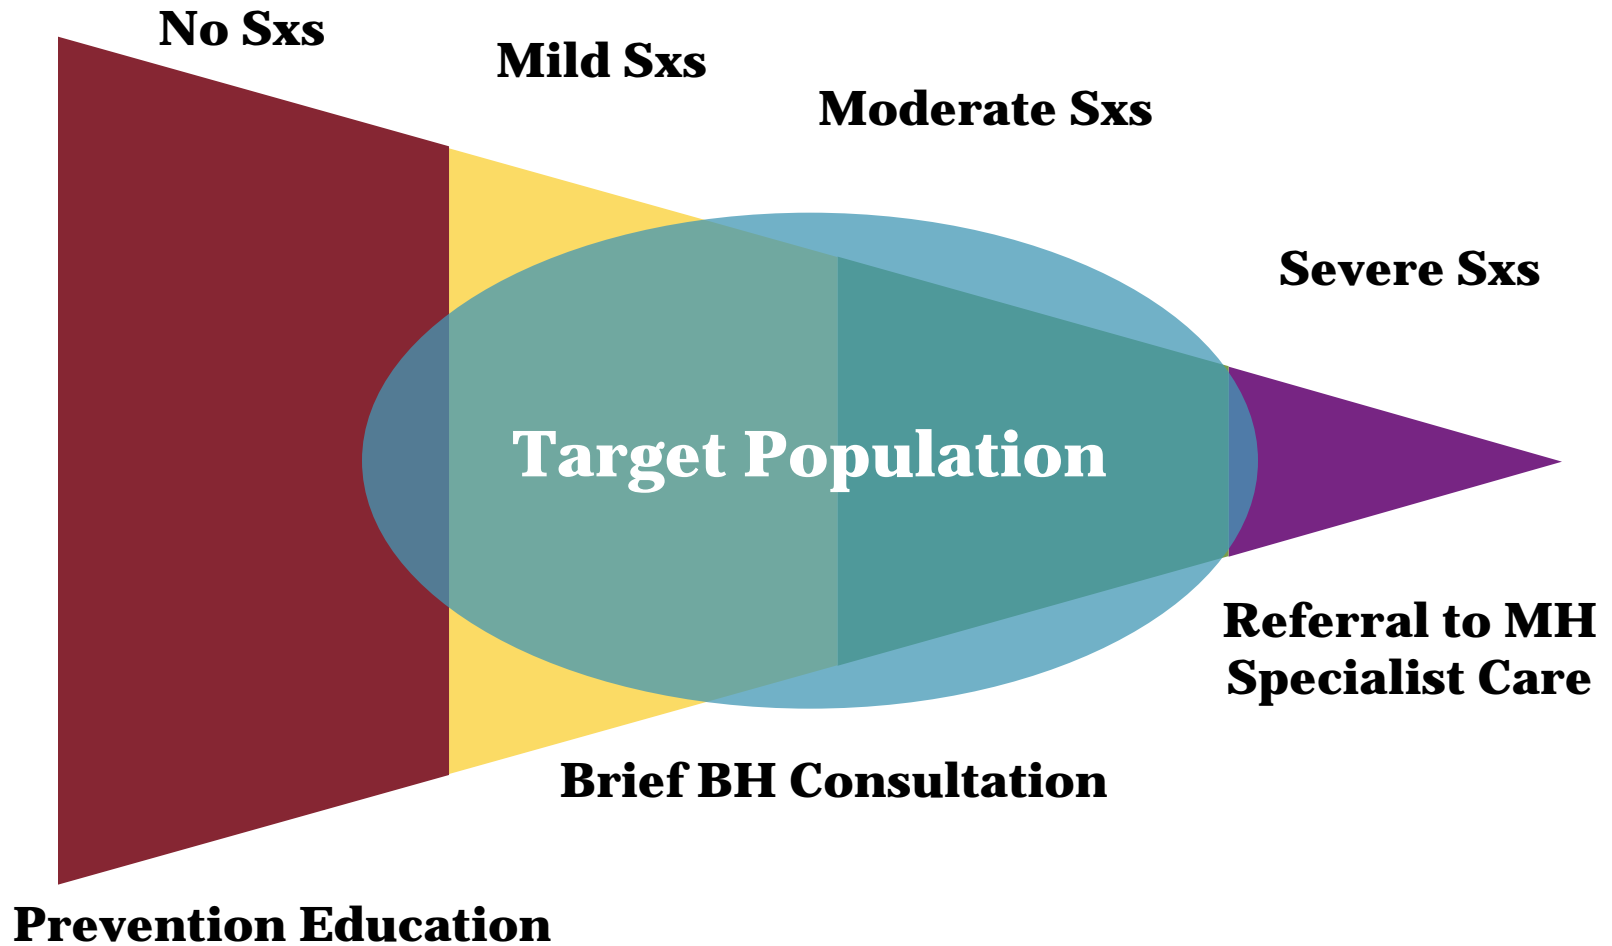 No Sxs
Mild Sxs
Moderate Sxs
Severe Sxs
Target Population
Referral to MH
Specialist Care
Brief BH Consultation
Prevention Education